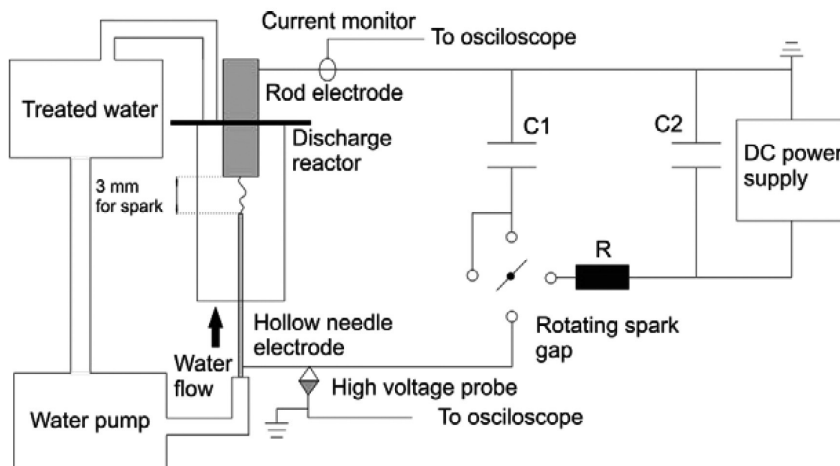 Current monitor
To osciloscope
Treated water
Rod electrode
Discharge
reactor
C1
C2
DC power
supply
3 mm
for spark
R
Rotating spark
gap
Hollow needle
electrode
Water
flow
High voltage probe
To osciloscope
Water pump